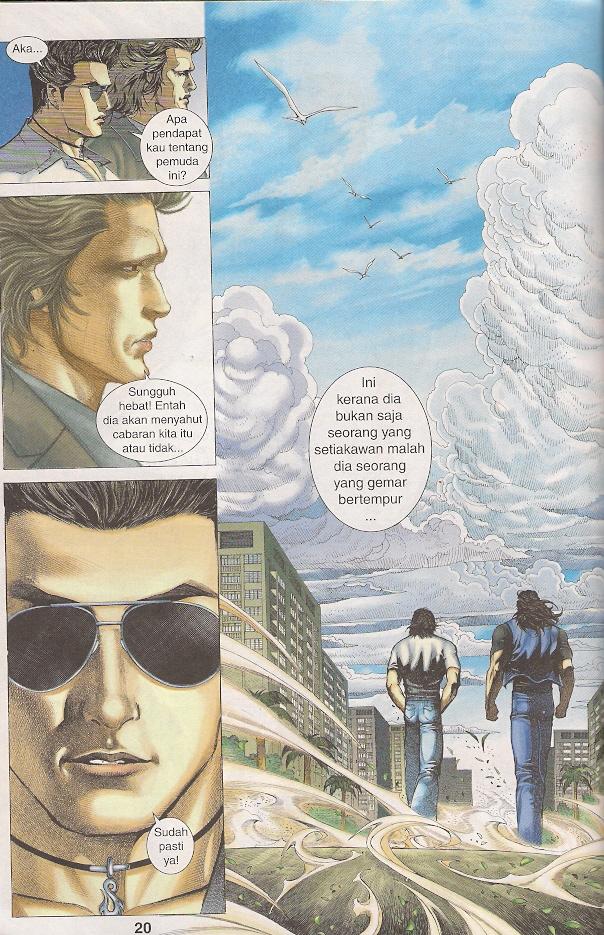 Aka...
Apa
pendapat
kau tentang
pemuda
ini?
Sungguh
hebat! Entah
dia akan menyahut
cabaran kita itu
atau tidak...
Sudah
pasti
ya!
Ini
kerana dia
bukan saja
seorang yang
setiakawan malah
dia seorang
yang gemar
bertempur
...
20